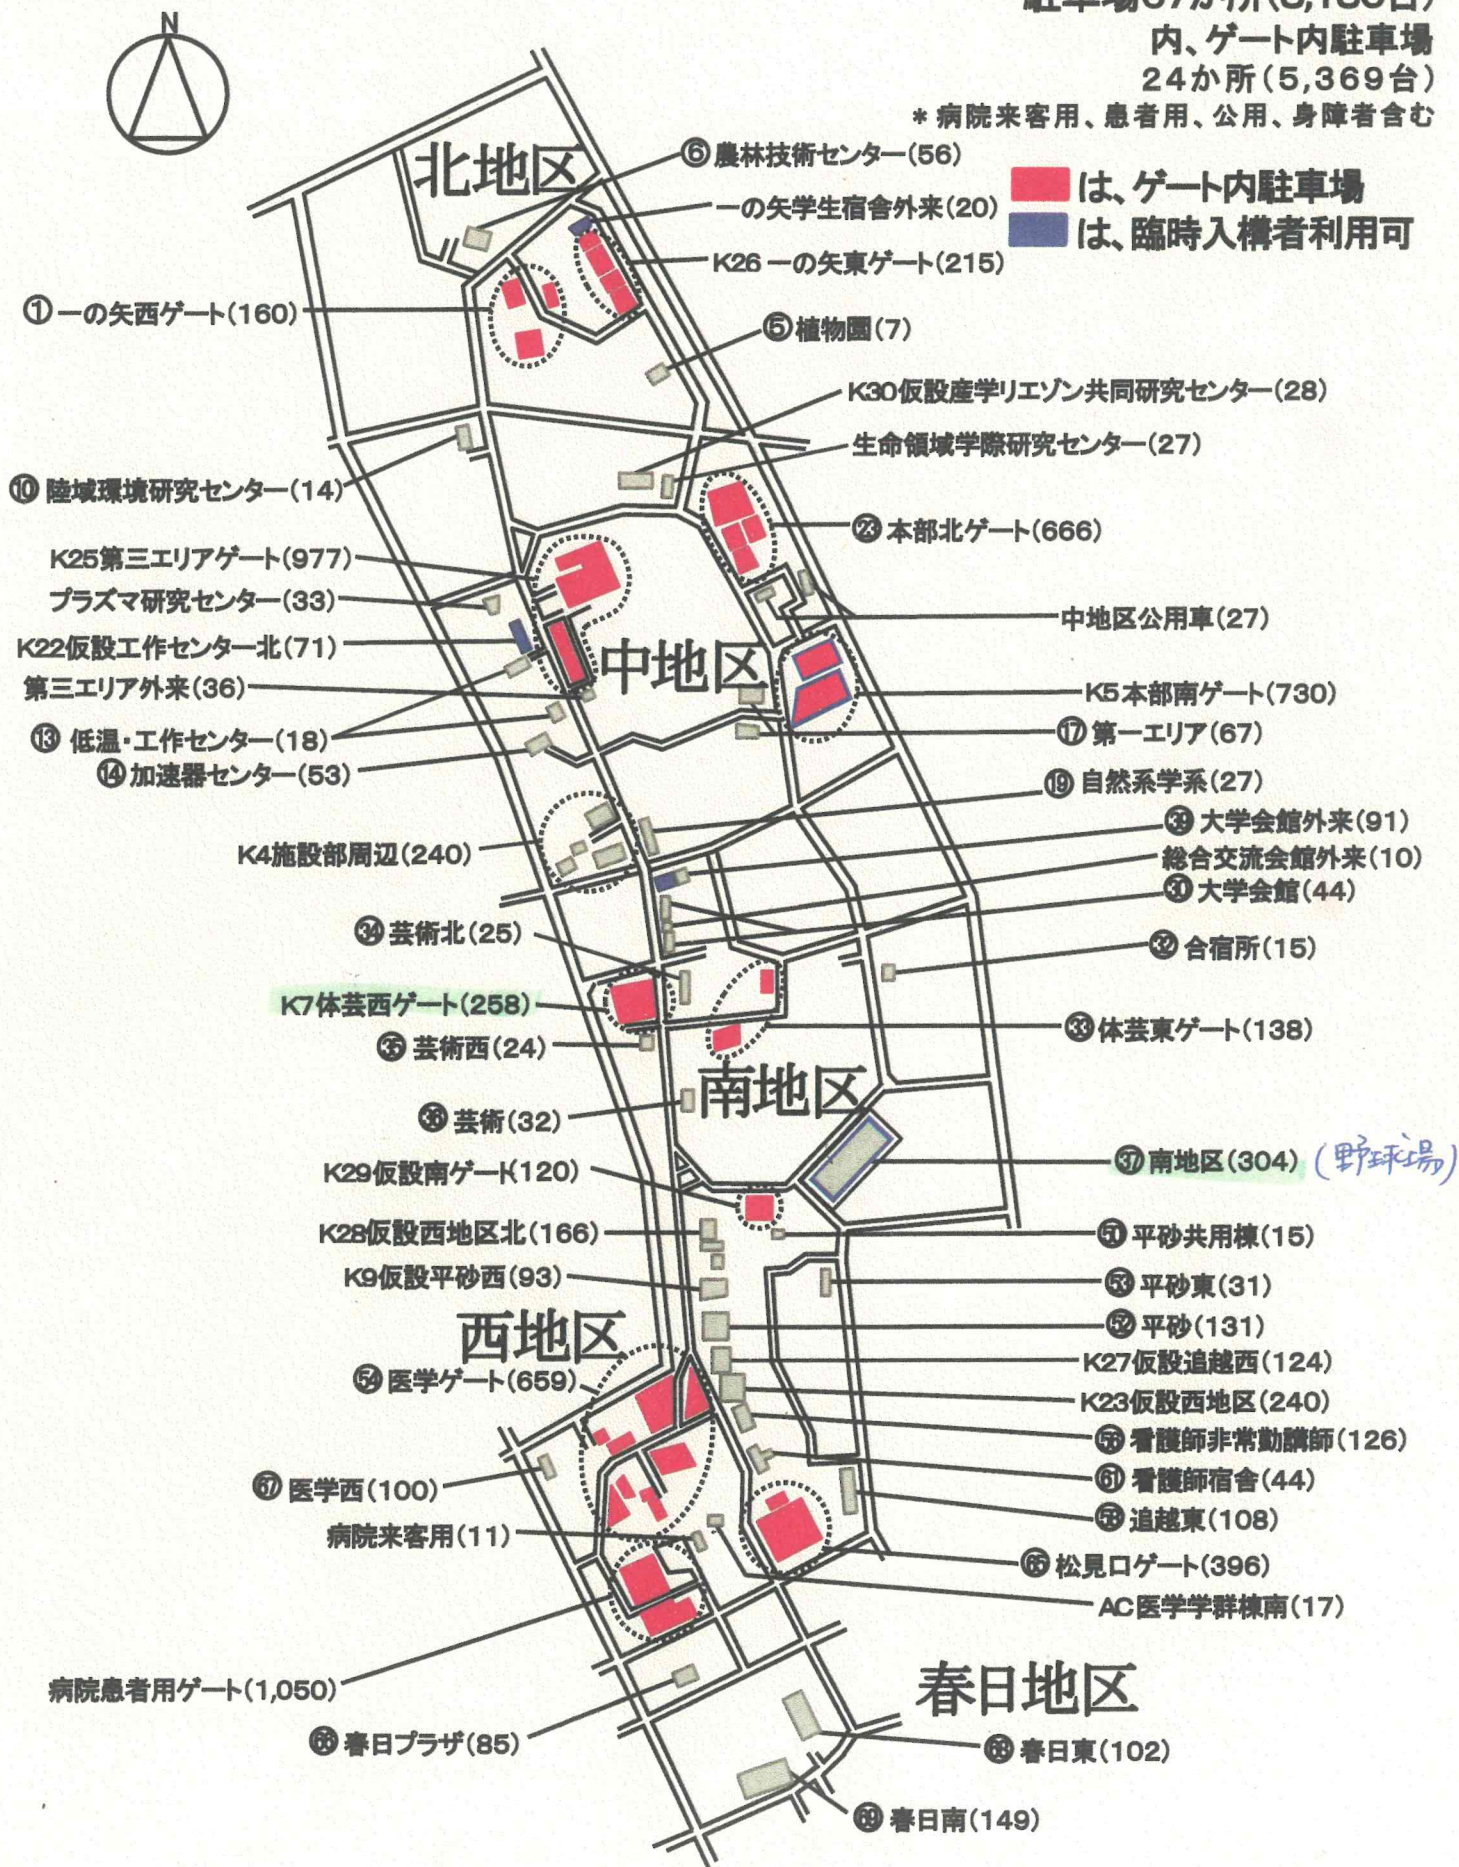 内、ゲート内駐車場
24か所(5,369台)
*病院来客用、患者用、公用、身障者含む
N
は、ゲート内駐車場
は、臨時入構者利用可
北地区
⑥農林技術センター(56)
一の矢学生宿舎外来(20)
K26一の矢東ゲート(215)
①一の矢西ゲート(160)
⑤植物園(7)
K30仮設産学リエゾン共同研究センター(28)
生命領域学際研究センター(27)
⑩陸域環境研究センター(14)
㉓本部北ゲート(666)
K25第三エリアゲート(977)
プラズマ研究センター(33)
中地区公用車(27)
K22仮設工作センター北(71)
中地区
第三エリア外来(36)
K5本部南ゲート(730)
⑬低温・工作センター(18)
⑰第一エリア(67)
⑭加速器センター(53)
⑲自然系学系(27)
㊴大学会館外来(91)
K4施設部周辺(240)
総合交流会館外来(10)
㉚大学会館(44)
㉞芸術北(25)
㉜合宿所(15)
K7体芸西ゲート(258)
㉝体芸東ゲート(138)
㉟芸術西(24)
南地区
㊱芸術(32)
㊲南地区(304) (野球場)
K29仮設南ゲート(120)
K28仮設西地区北(166)
㊿平砂共用棟(15)
K9仮設平砂西(93)
53平砂東(31)
西地区
52平砂(131)
K27仮設追越西(124)
54医学ゲート(659)
K23仮設西地区(240)
56看護師非常勤講師(126)
67医学西(100)
61看護師宿舎(44)
58追越東(108)
病院来客用(11)
65松見口ゲート(396)
AC医学学群棟南(17)
病院患者用ゲート(1,050)
春日地区
66春日プラザ(85)
68春日東(102)
69春日南(149)